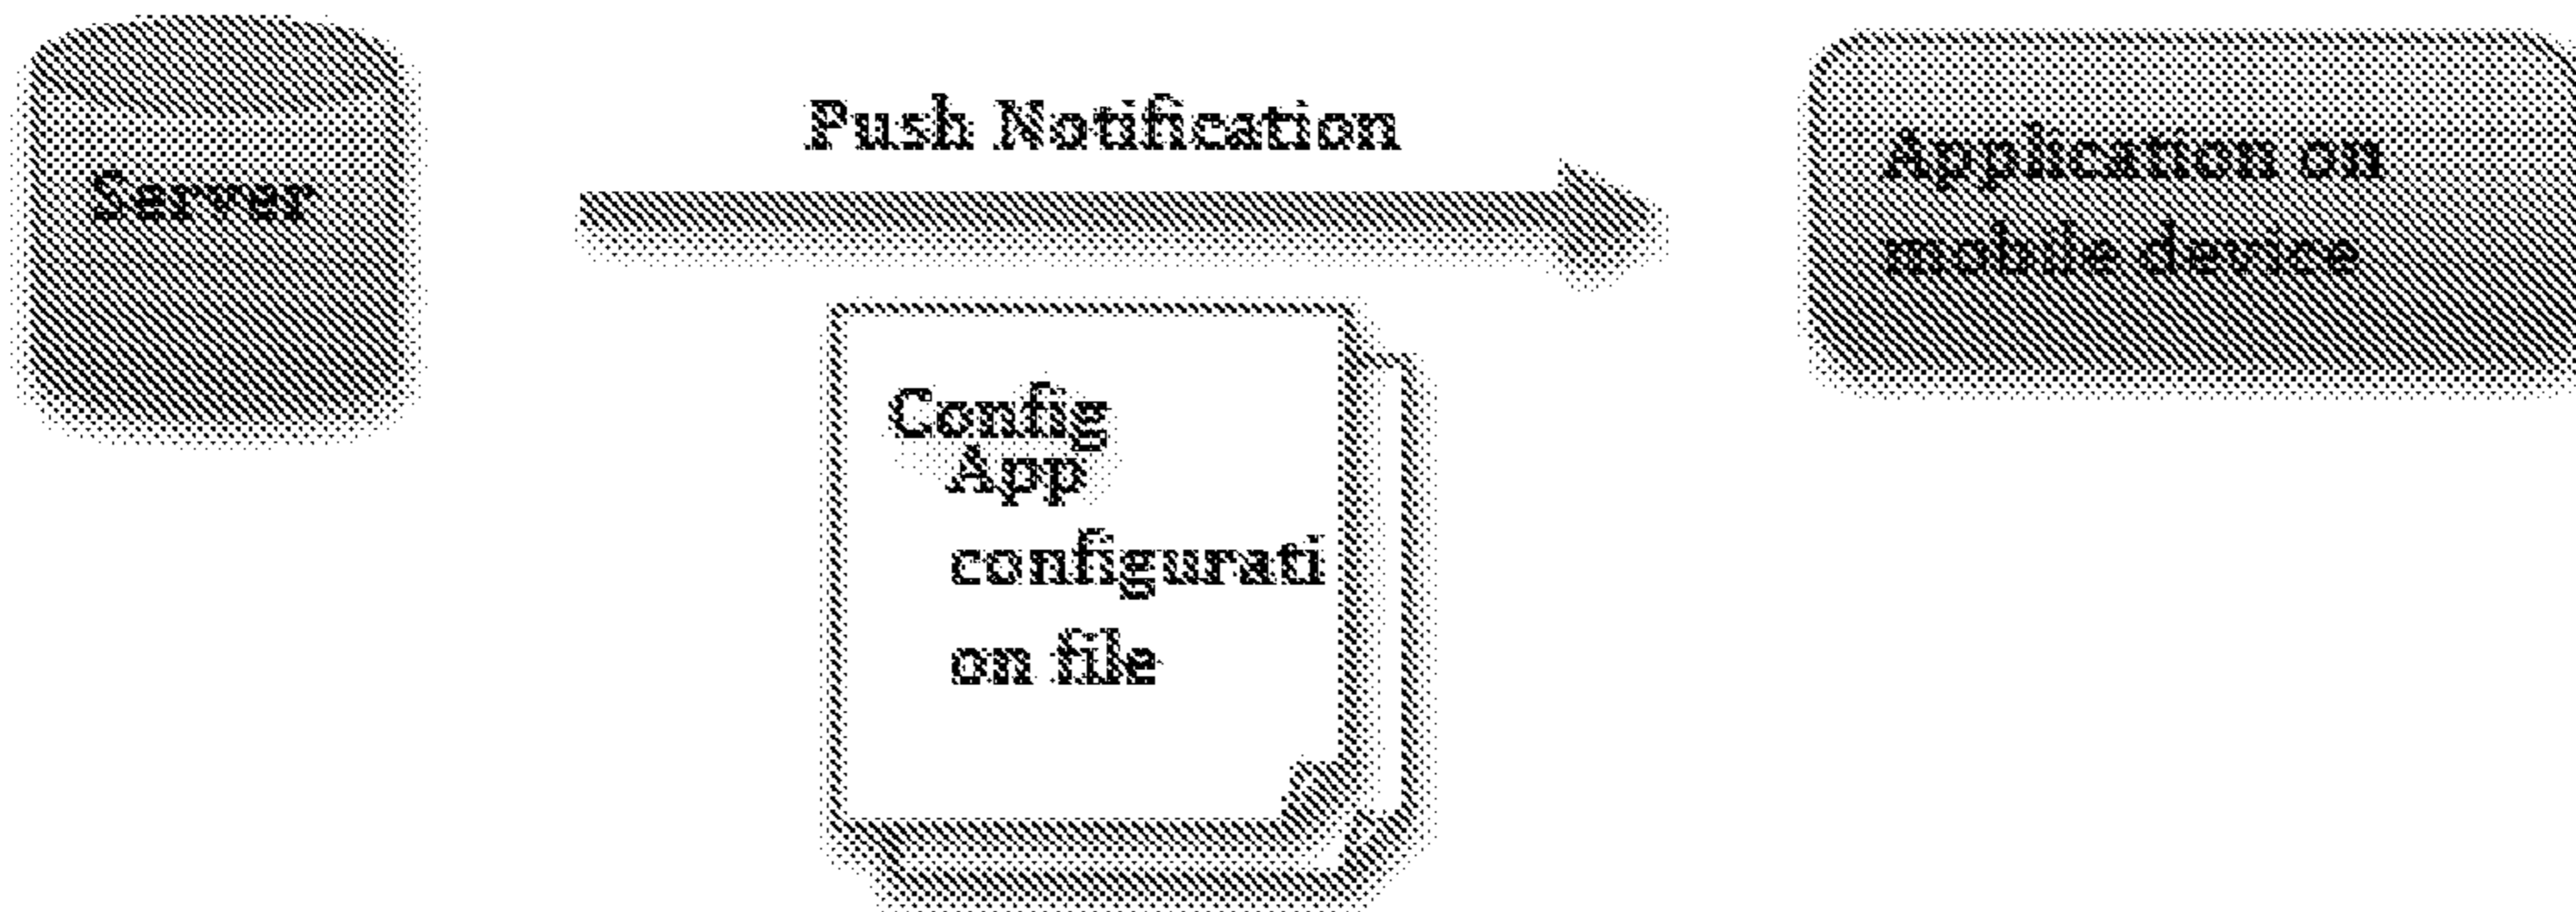 Server
Push Notification
Application on
mobile device
Config
App
configurati
on file